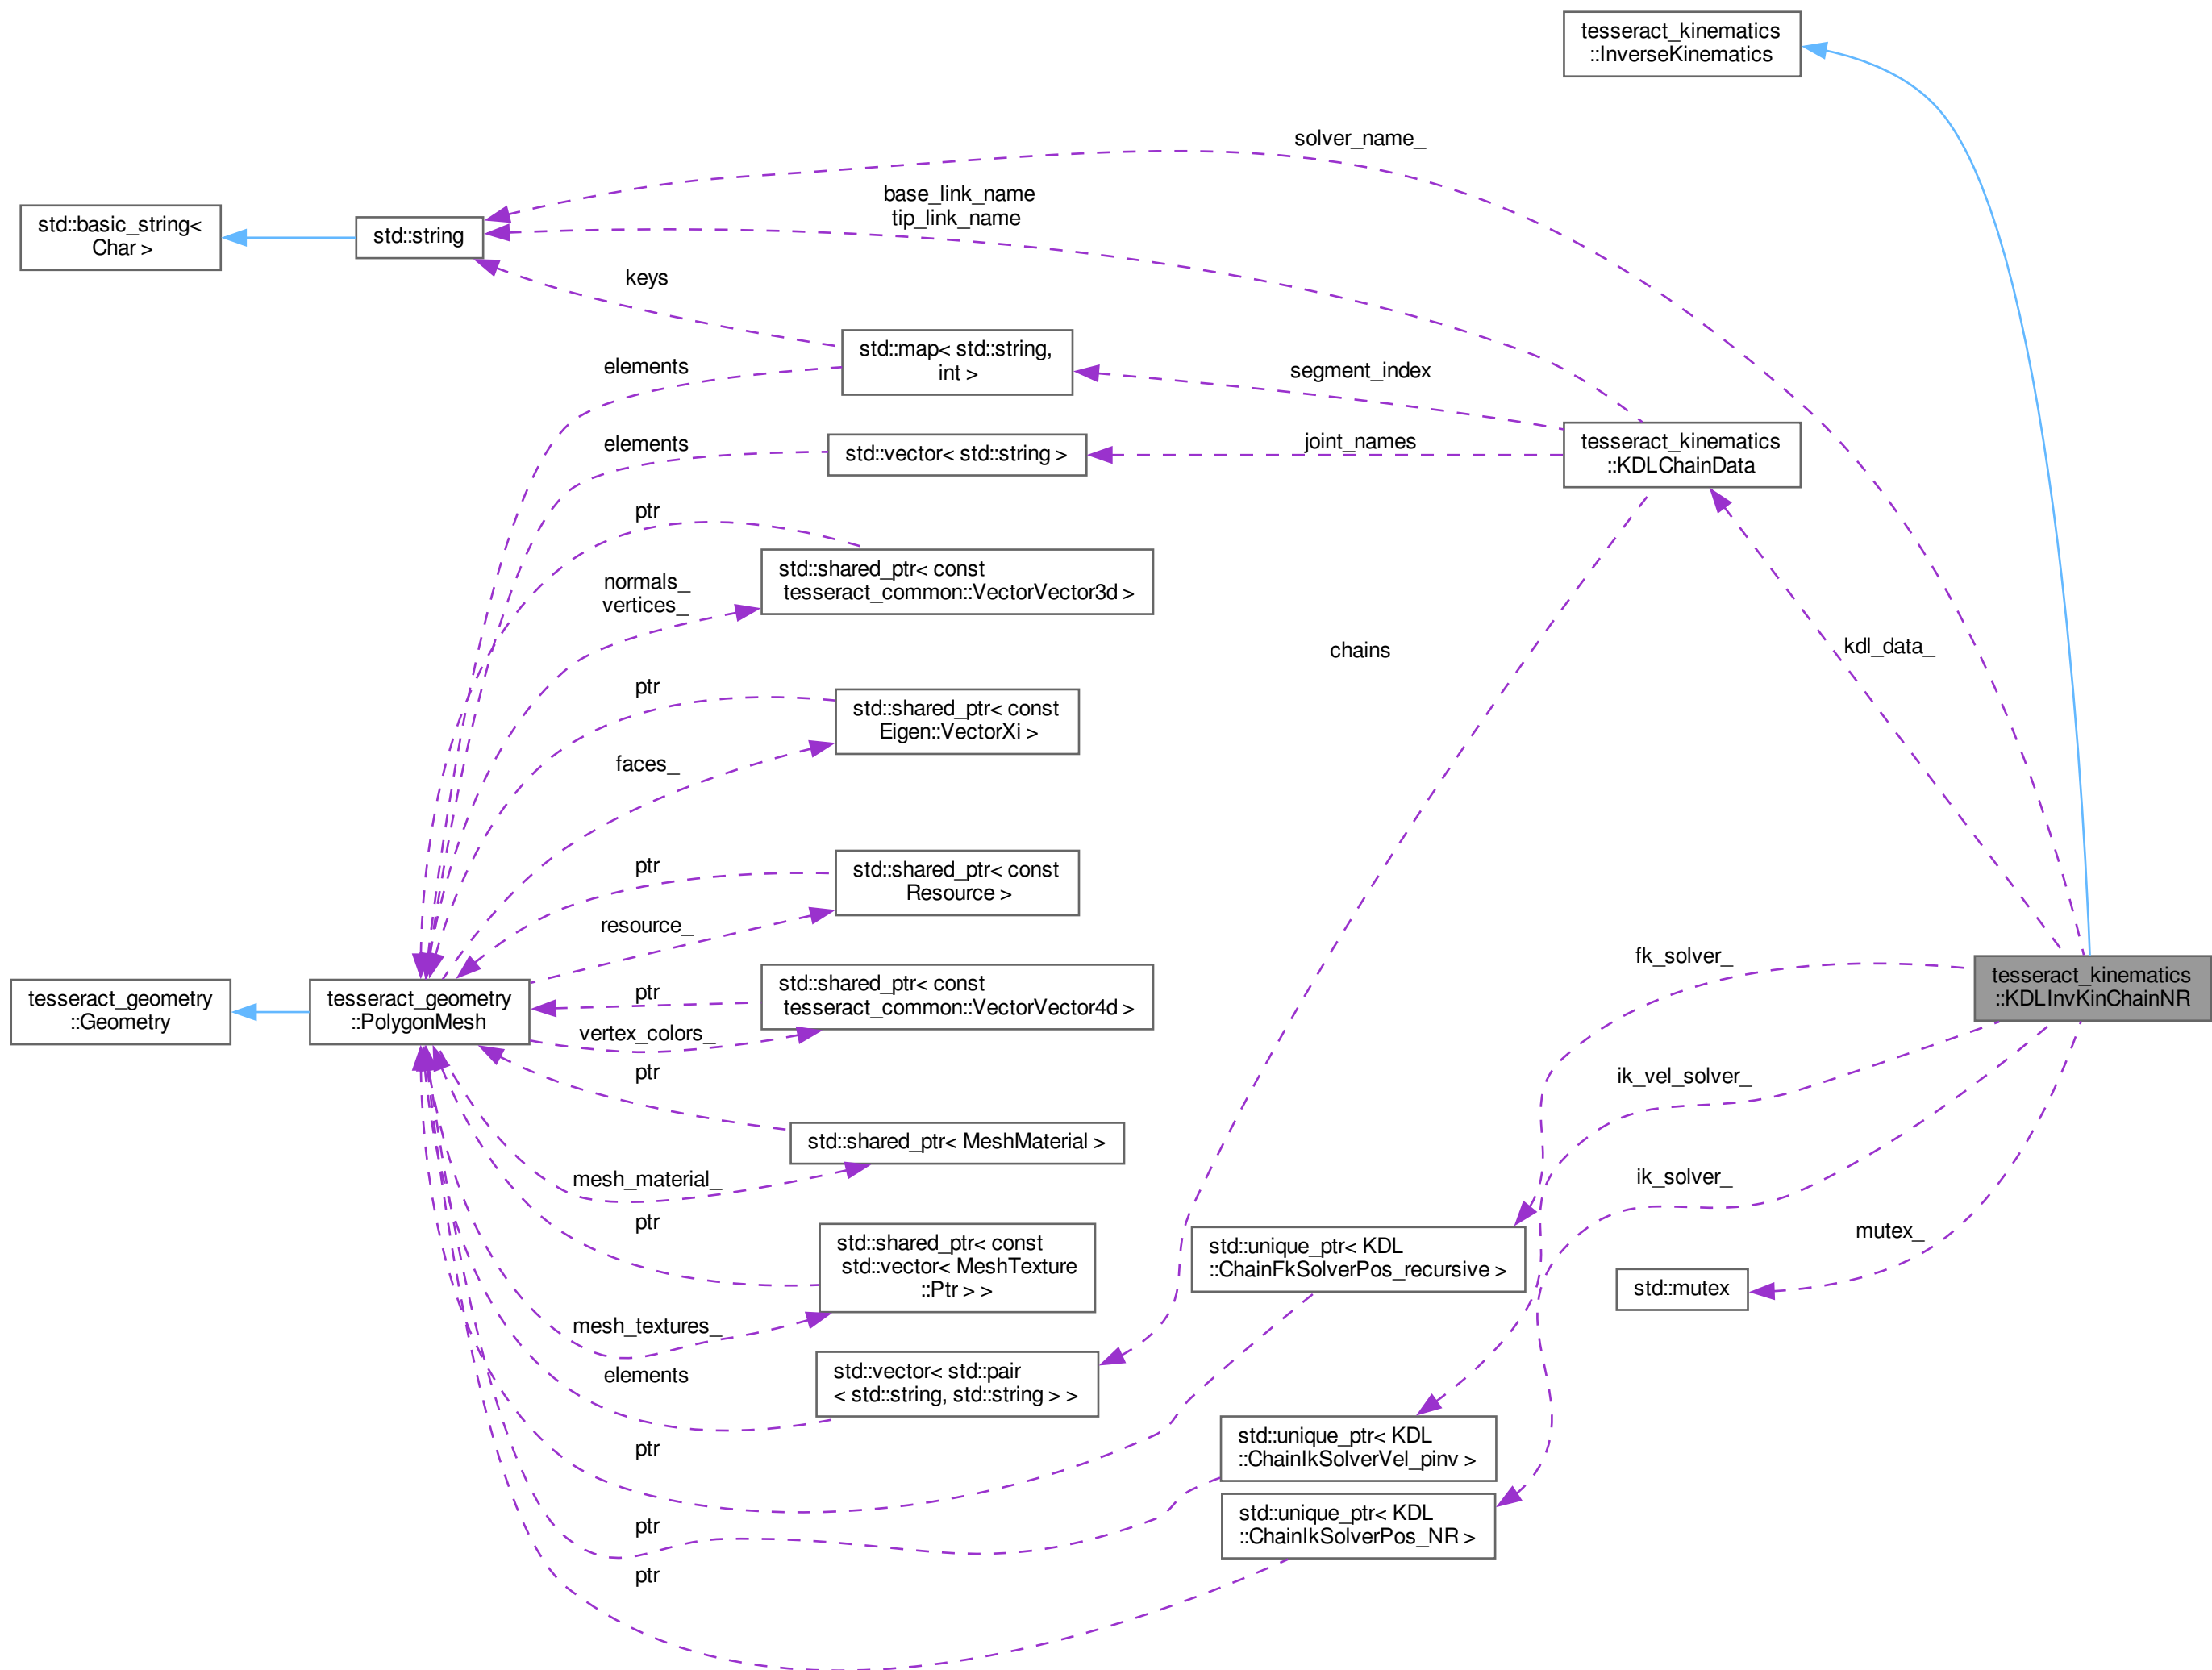 tesseract_kinematics
::InverseKinematics
solver_name_
base_link_name
tip_link_name
std::basic_string<
Char >
std::string
keys
std::map< std::string,
int >
elements
segment_index
tesseract_kinematics
::KDLChainData
elements
std::vector< std::string >
joint_names
ptr
std::shared_ptr< const
tesseract_common::VectorVector3d >
normals_
vertices_
chains
kdl_data_
ptr
std::shared_ptr< const
Eigen::VectorXi >
faces_
ptr
std::shared_ptr< const
Resource >
resource_
fk_solver_
tesseract_kinematics
::KDLInvKinChainNR
tesseract_geometry
::Geometry
tesseract_geometry
::PolygonMesh
ptr
std::shared_ptr< const
tesseract_common::VectorVector4d >
vertex_colors_
ptr
ik_vel_solver_
std::shared_ptr< MeshMaterial >
mesh_material_
ik_solver_
ptr
std::shared_ptr< const
std::vector< MeshTexture
::Ptr > >
std::unique_ptr< KDL
::ChainFkSolverPos_recursive >
mutex_
std::mutex
mesh_textures_
elements
std::vector< std::pair
< std::string, std::string > >
ptr
std::unique_ptr< KDL
::ChainIkSolverVel_pinv >
ptr
std::unique_ptr< KDL
::ChainIkSolverPos_NR >
ptr